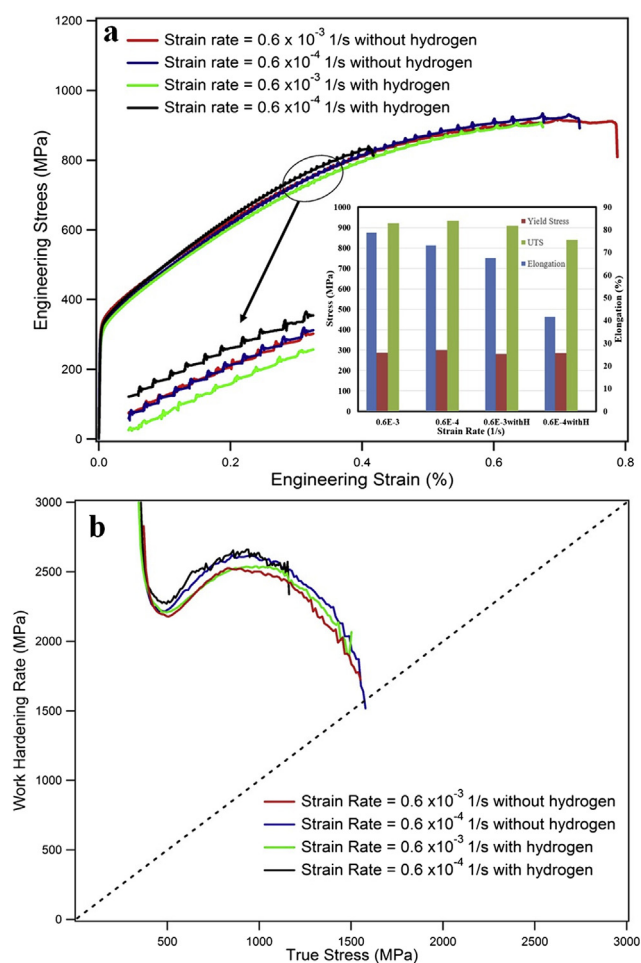 a
Strain rate = 0.6 x 10⁻³ 1/s without hydrogen
Strain rate = 0.6 x10⁻⁴ 1/s without hydrogen
Strain rate = 0.6 x10⁻³ 1/s with hydrogen
Strain rate = 0.6 x10⁻⁴ 1/s with hydrogen
Engineering Strees (MPa)
1200
1000
800
600
400
200
0
0.0
0.2
0.4
0.6
0.8
Engineering Strain (%)
Stress (MPa)
1000
900
800
700
600
500
400
300
200
100
0
Yield Stress
UTS
Elongation
90
80
70
60
50
40
30
20
10
0
Elongation (%)
0.6E-3
0.6E-4
0.6E-3withH
0.6E-4withH
Strain Rate (1/s)
b
Work Hardening Rate (MPa)
3000
2500
2000
1500
1000
500
0
Strain Rate = 0.6 x10⁻³ 1/s without hydrogen
Strain Rate = 0.6 x10⁻⁴ 1/s without hydrogen
Strain Rate = 0.6 x10⁻³ 1/s with hydrogen
Strain Rate = 0.6 x10⁻⁴ 1/s with hydrogen
500
1000
1500
2000
2500
3000
True Stress (MPa)